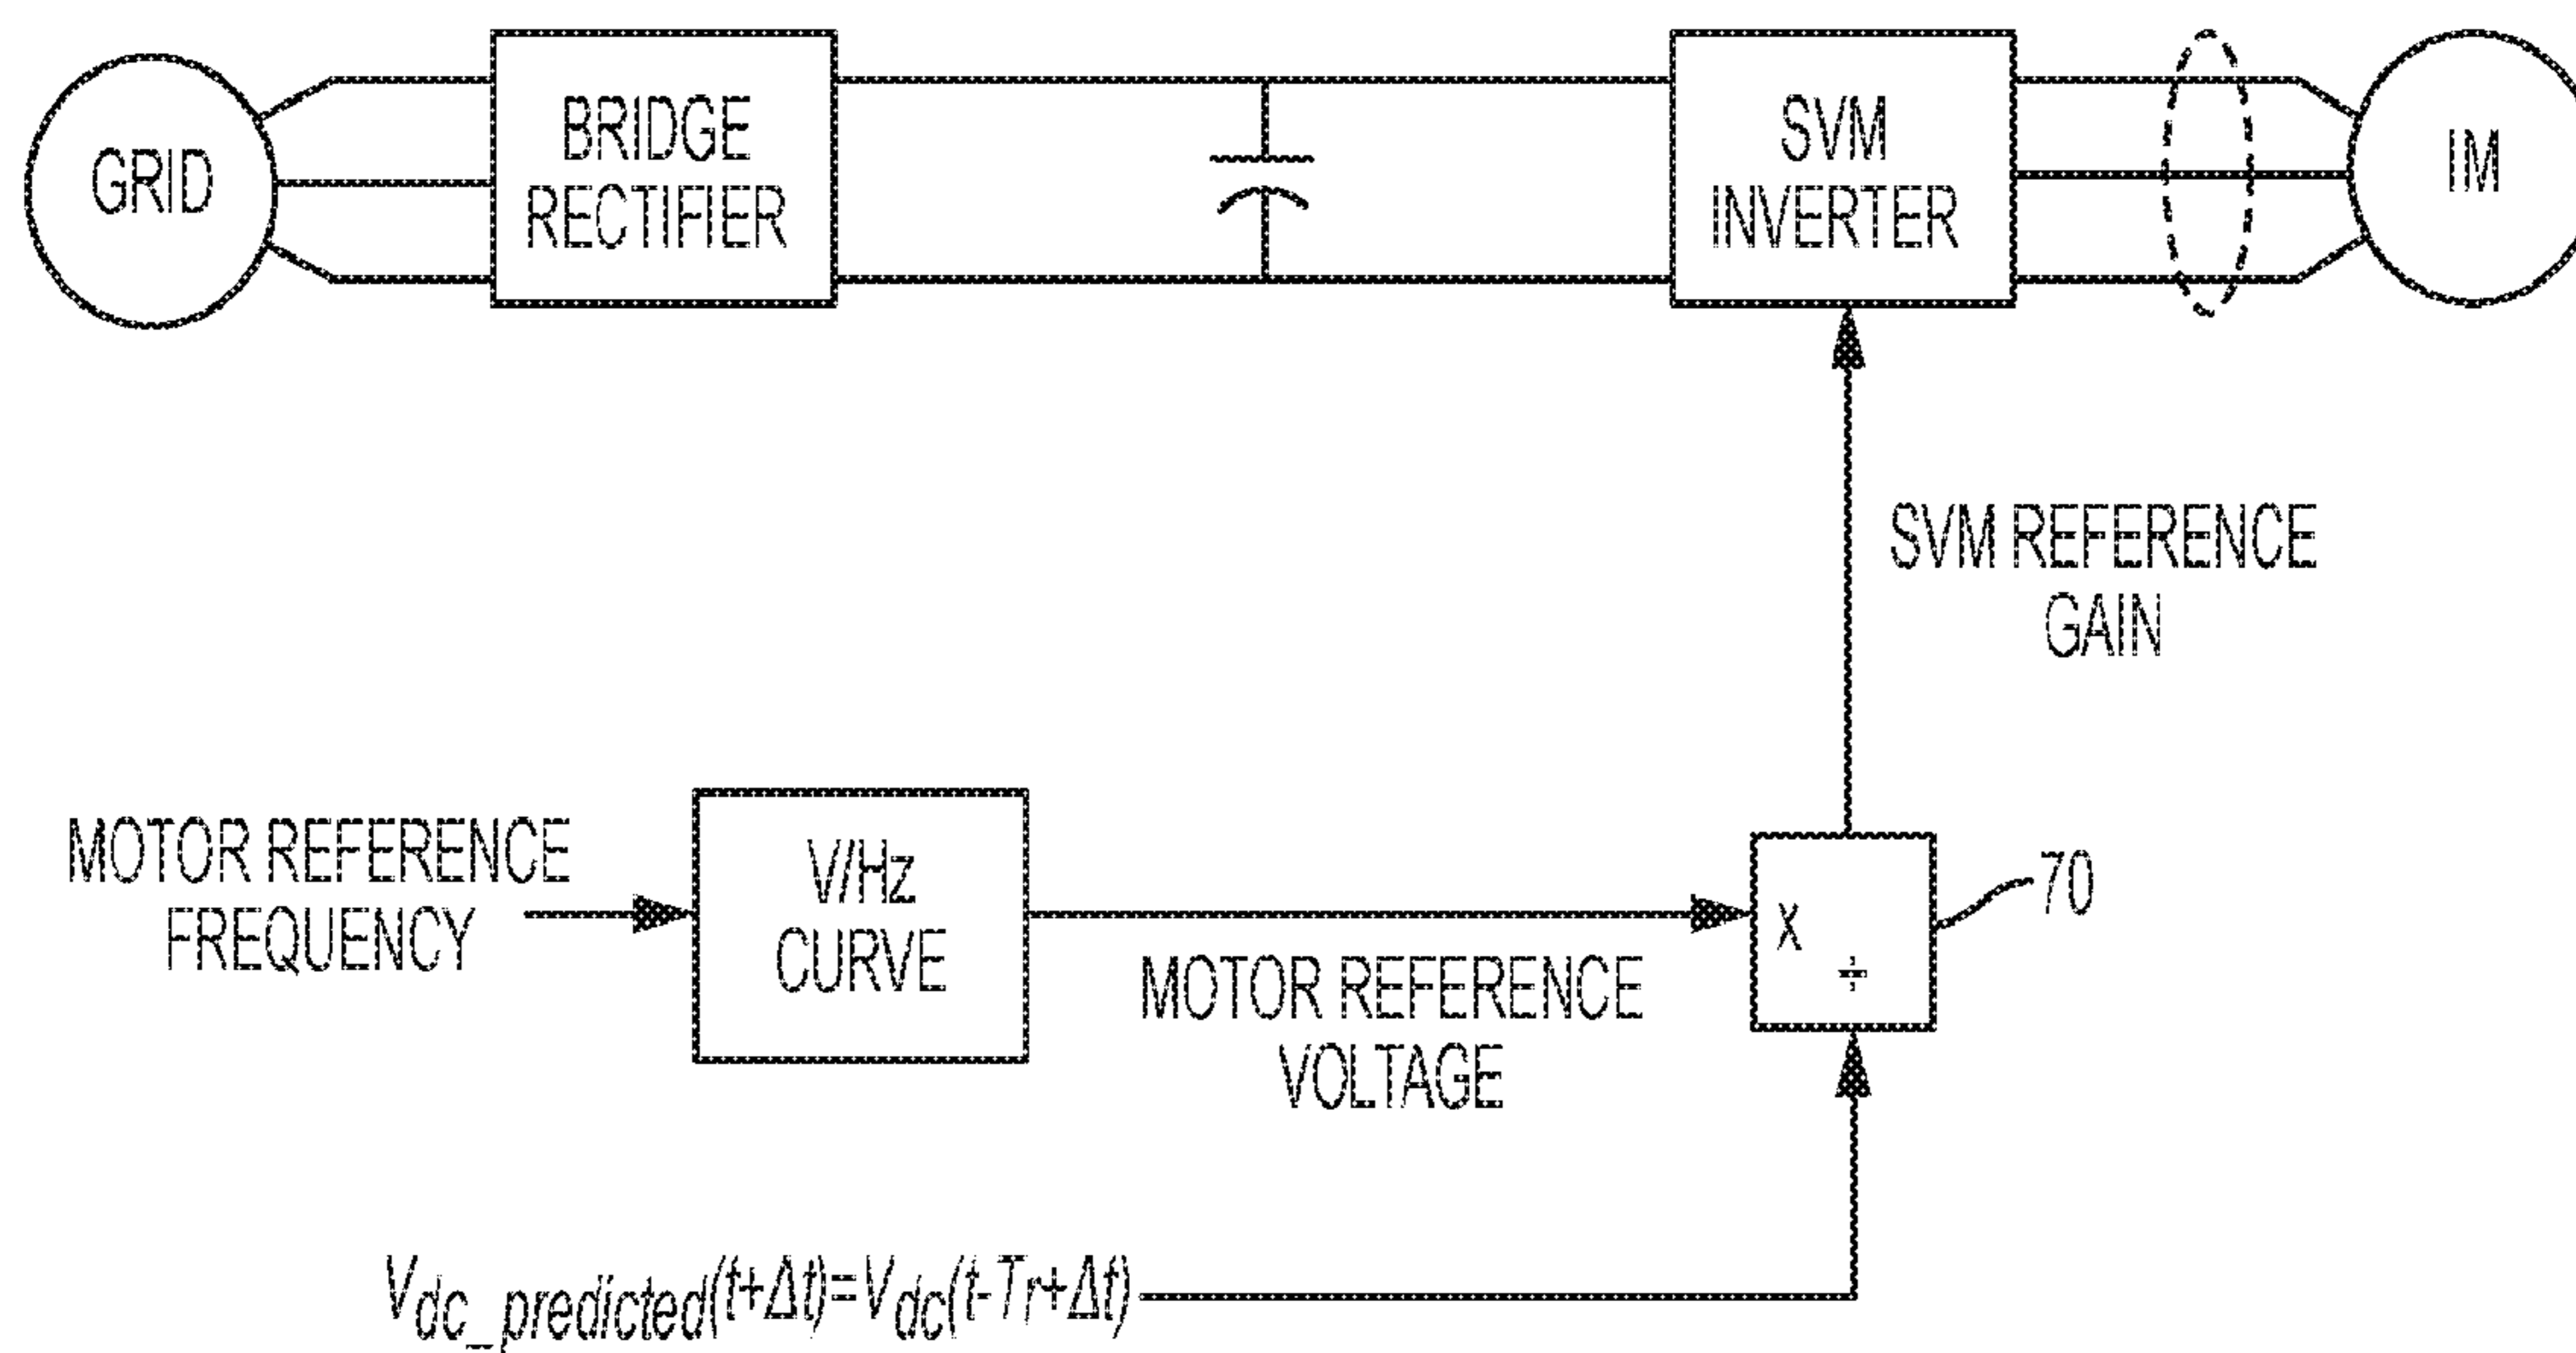 GRID
BRIDGE
RECTIFIER
SVM
INVERTER
IM
SVM REFERENCE
GAIN
MOTOR REFERENCE
FREQUENCY
V/Hz
CURVE
MOTOR REFERENCE
VOLTAGE
X
÷
70
Vdc_predicted(t+Δt)=Vdc(t-Tr+Δt)